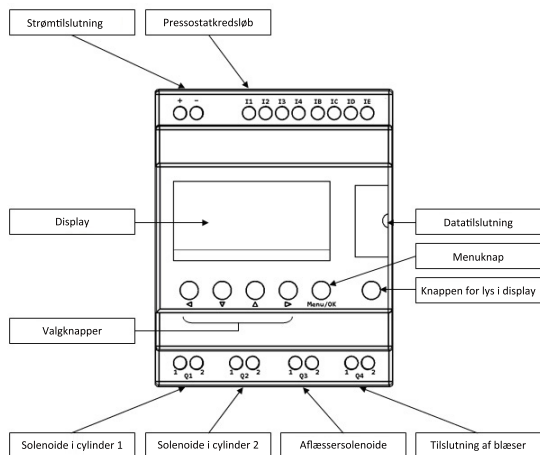 Strømtilslutning
Pressostatkredsløb
+ -
I1 I2 I3 I4 IB IC ID IE
Display
Datatilslutning
Menuknap
Knappen for lys i display
Menu/OK
Valgknapper
1 Q1 2 1 Q2 2 1 Q3 2 1 Q4 2
Solenoide i cylinder 1
Solenoide i cylinder 2
Aflæssersolenoide
Tilslutning af blæser